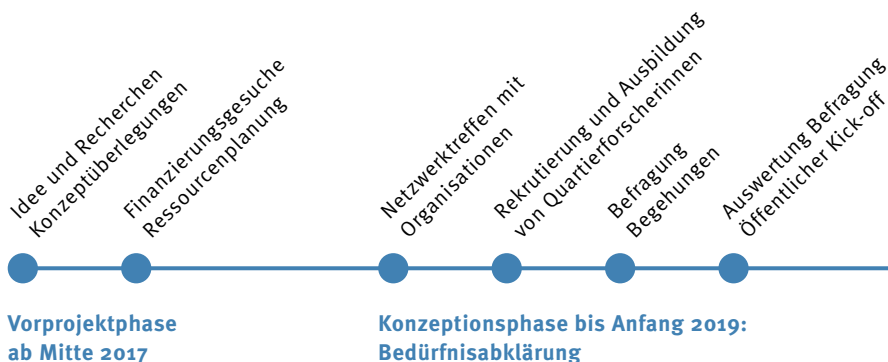 Idee und Recherchen
Konzeptüberlegungen
Finanzierungsgesuche
Ressourcenplanung
Netzwerktreffen mit
Organisationen
Rekrutierung und Ausbildung
von Quartierforscherinnen
Befragung
Begehungen
Auswertung Befragung
Öffentlicher Kick-off
Vorprojektphase
ab Mitte 2017
Konzeptionsphase bis Anfang 2019:
Bedürfnisabklärung